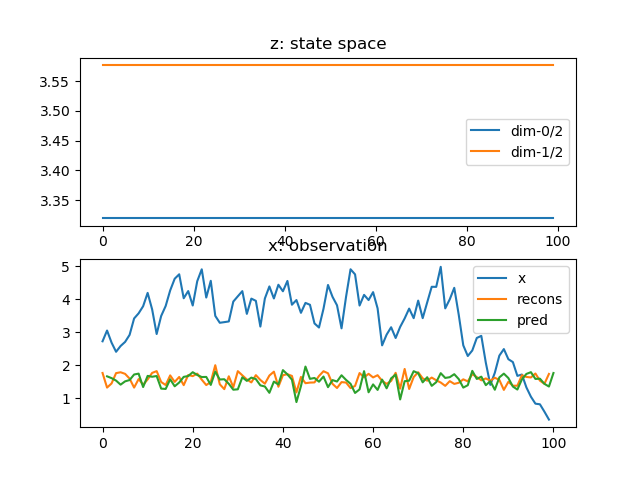 z: state space
3.55
3.50
3.45
3.40
3.35
dim-0/2
dim-1/2
0 20 40 60 80 100
x: observation
5
4
3
2
1
x
recons
pred
0 20 40 60 80 100